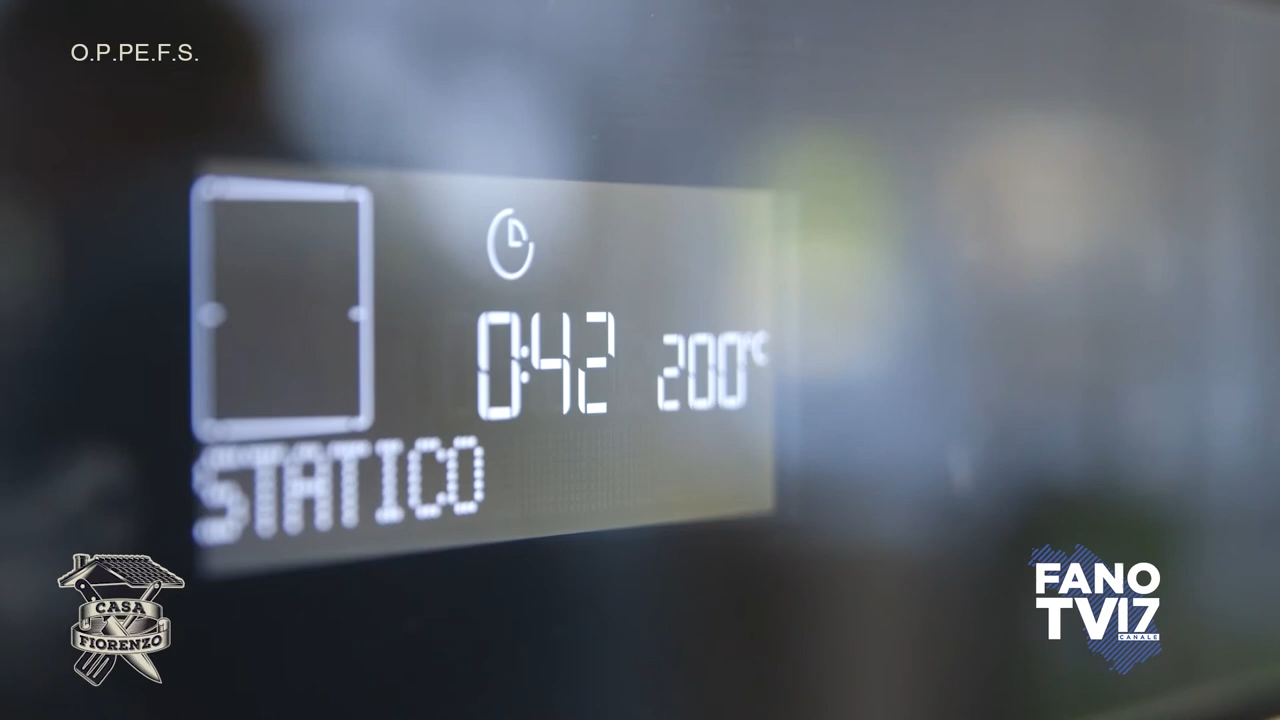 O.P.PE.F.S.
0:42 200°C
STATICO
CASA
FIORENZO
FANO
TV17
CANALE